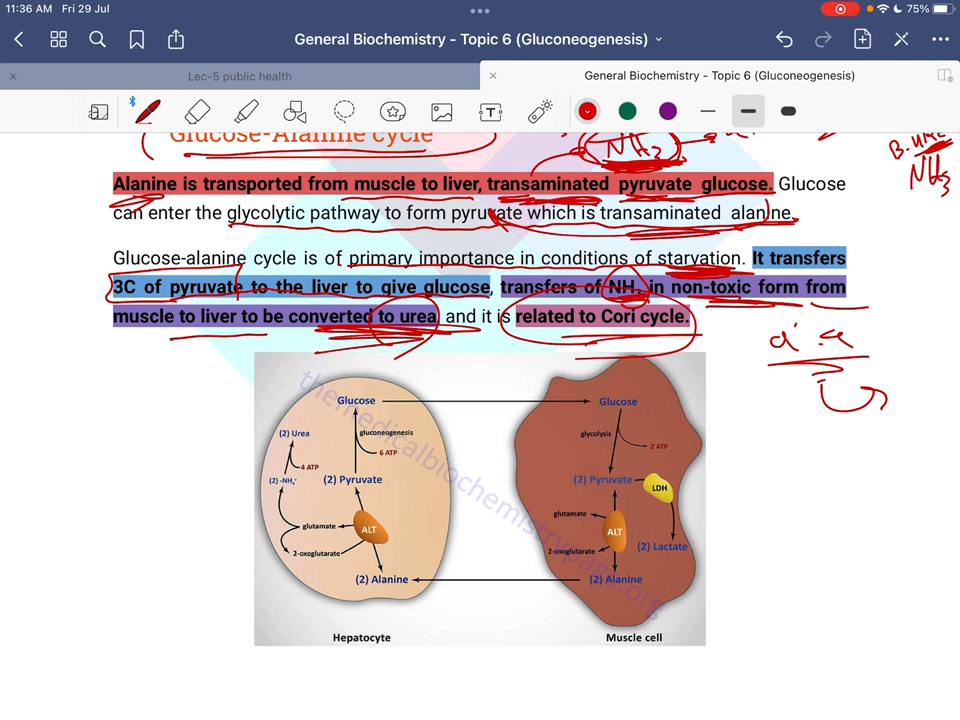 11:36 AM Fri 29 Jul
75%
General Biochemistry - Topic 6 (Gluconeogenesis)
Lec-5 public health
General Biochemistry - Topic 6 (Gluconeogenesis)
Glucose-Alanine cycle
NH3
NH3
Alanine is transported from muscle to liver, transaminated pyruvate glucose. Glucose
can enter the glycolytic pathway to form pyruvate which is transaminated alanine.
Glucose-alanine cycle is of primary importance in conditions of starvation. It transfers
3C of pyruvate to the liver to give glucose, transfers of NH3 in non-toxic form from
muscle to liver to be converted to urea, and it is related to Cori cycle.
Glucose
Glucose
(2) Urea
gluconeogenesis
glycolysis
6 ATP
2 ATP
4 ATP
(2) -NH4+
(2) Pyruvate
(2) Pyruvate
LDH
glutamate
glutamate
ALT
ALT
2-oxoglutarate
2-oxoglutarate
(2) Lactate
(2) Alanine
(2) Alanine
themedicalbiochemistrypage.org
Hepatocyte
Muscle cell